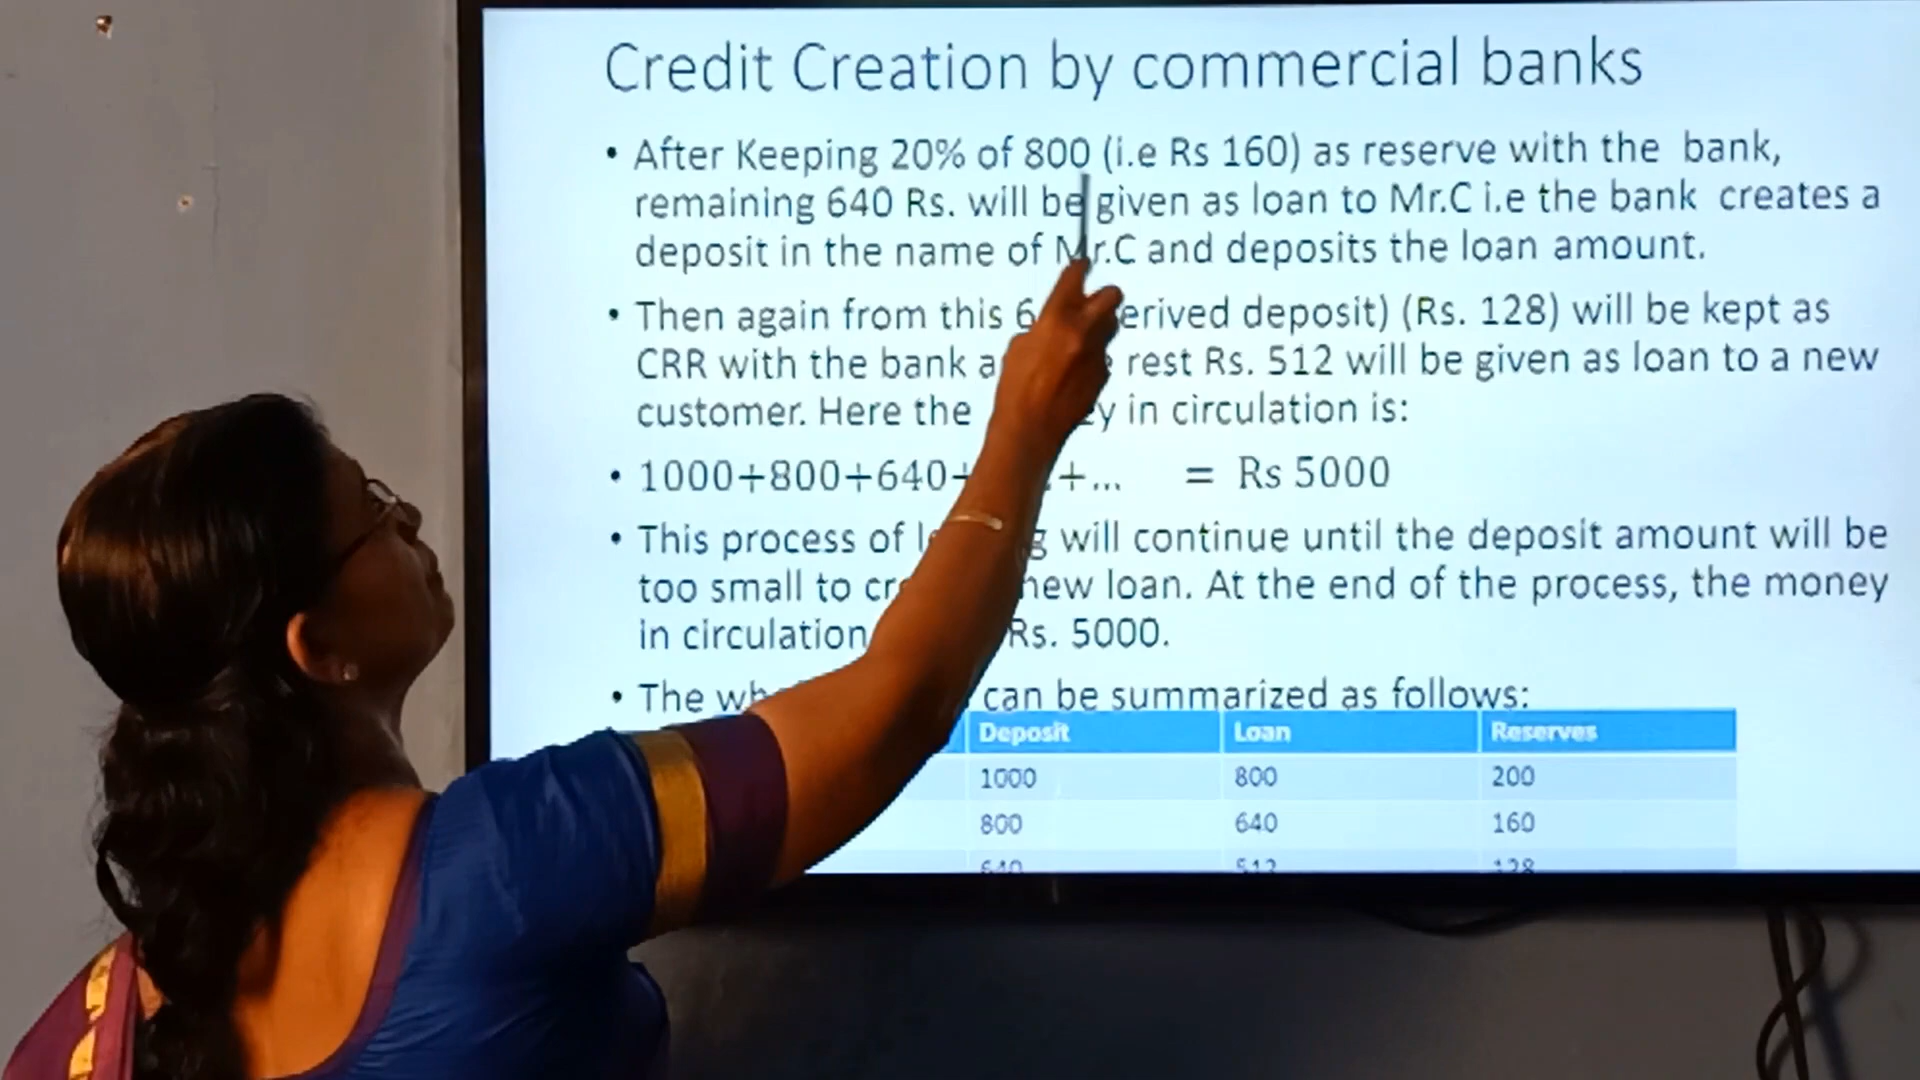 Credit Creation by commercial banks
• After Keeping 20% of 800 (i.e Rs 160) as reserve with the bank,
remaining 640 Rs. will be given as loan to Mr.C i.e the bank creates a
deposit in the name of Mr.C and deposits the loan amount.
• Then again from this deposit) (Rs. 128) will be kept as
CRR with the bank rest Rs. 512 will be given as loan to a new
customer. Here the in circulation is:
• 1000+800+640+ +... = Rs 5000
• This process of will continue until the deposit amount will be
too small to new loan. At the end of the process, the money
in circulation Rs. 5000.
• The can be summarized as follows:
Deposit Loan Reserves
1000 800 200
800 640 160
640 512 128